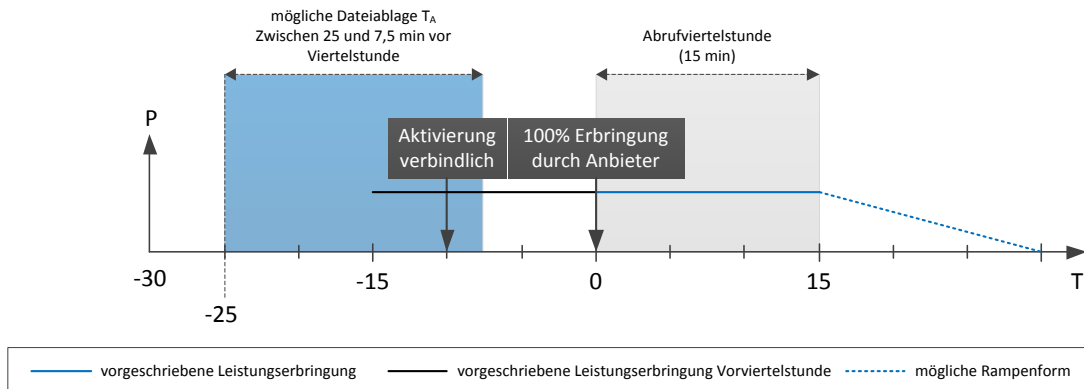 mögliche Dateiablage TA
Zwischen 25 und 7,5 min vor
Viertelstunde
Abrufviertelstunde
(15 min)
P
Aktivierung
verbindlich
100% Erbringung
durch Anbieter
-30
-25
-15
0
15
T
vorgeschriebene Leistungserbringung
vorgeschriebene Leistungserbringung Vorviertelstunde
mögliche Rampenform